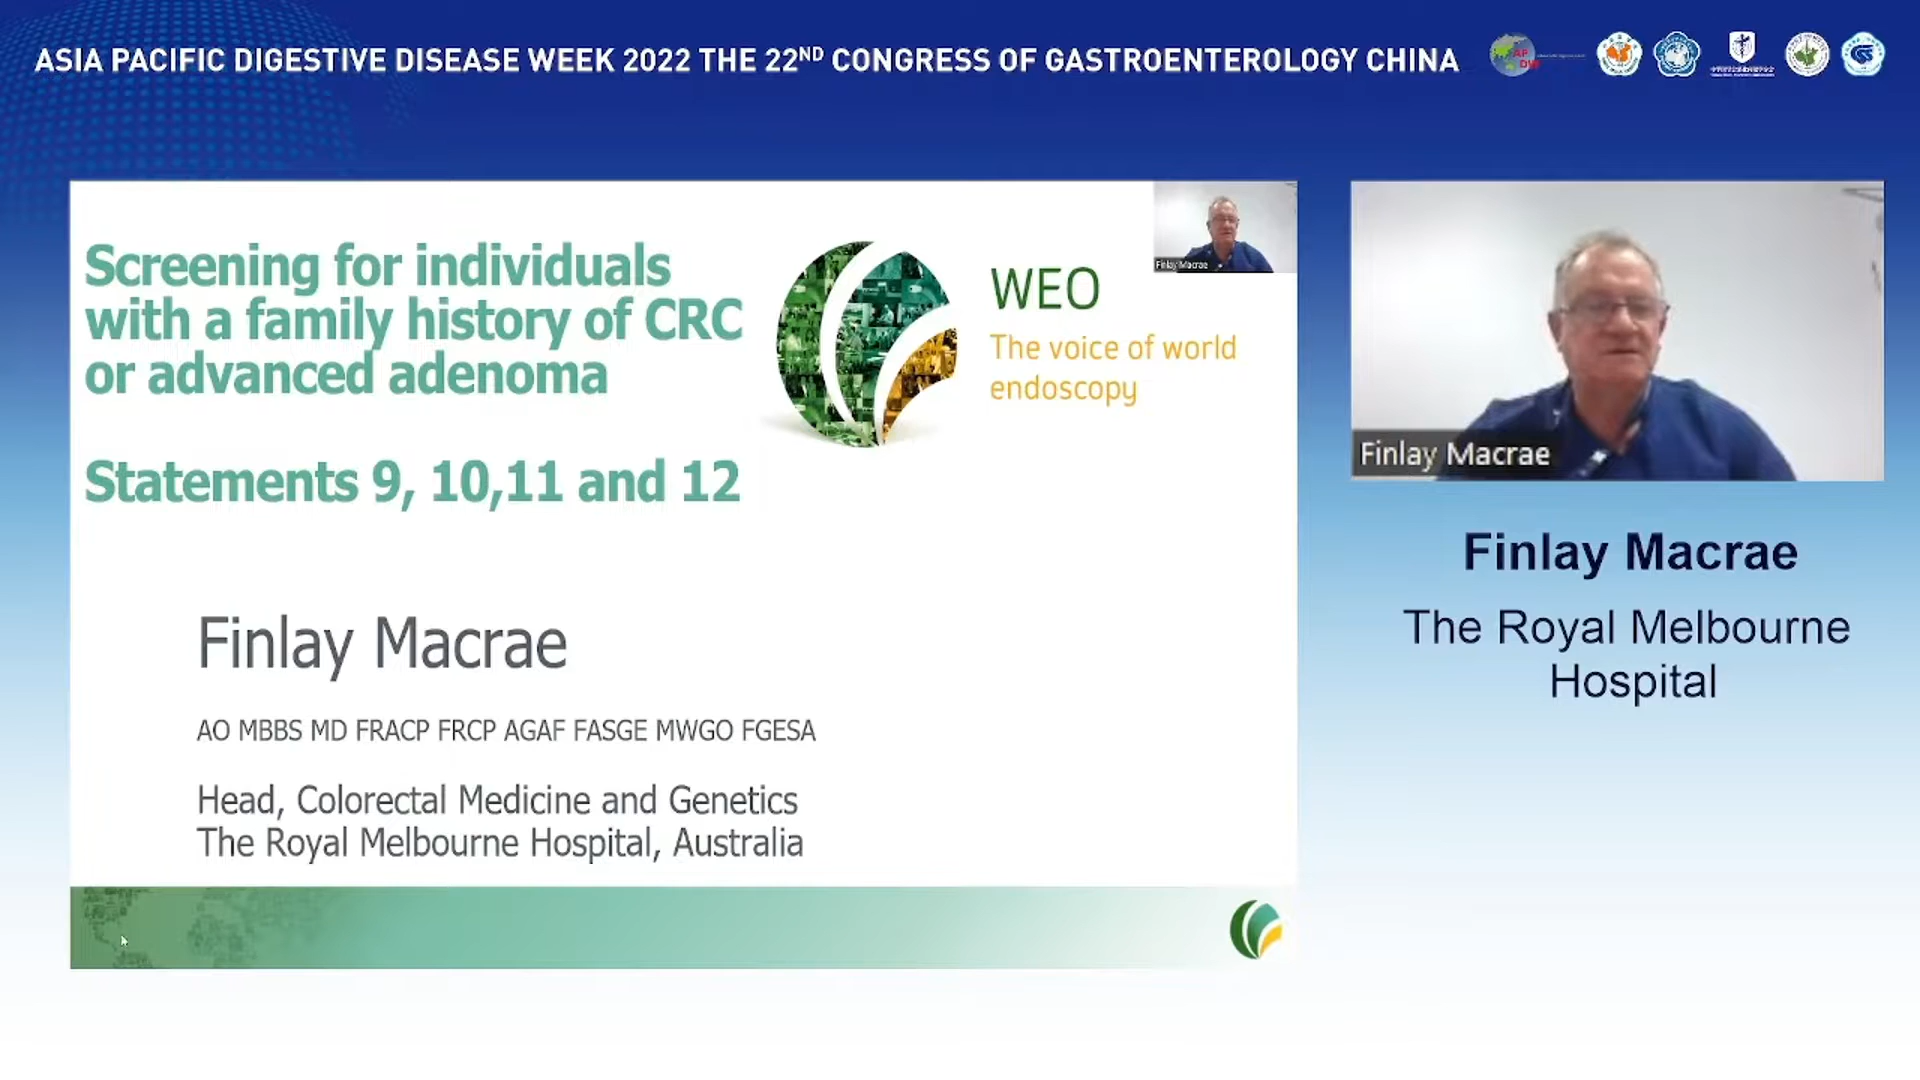 ASIA PACIFIC DIGESTIVE DISEASE WEEK 2022 THE 22ND CONGRESS OF GASTROENTEROLOGY CHINA
Screening for individuals
with a family history of CRC
or advanced adenoma
Statements 9, 10,11 and 12
WEO
The voice of world
endoscopy
Finlay Macrae
Finlay Macrae
AO MBBS MD FRACP FRCP AGAF FASGE MWGO FGESA
Head, Colorectal Medicine and Genetics
The Royal Melbourne Hospital, Australia
Finlay Macrae
Finlay Macrae
The Royal Melbourne
Hospital